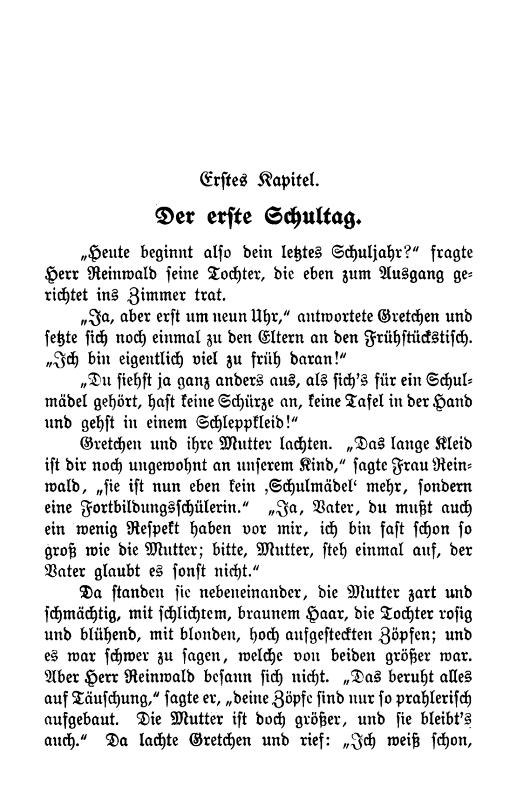 Erstes Kapitel.
Der erste Schultag.
„Heute beginnt also dein letztes Schuljahr?“ fragte
Herr Reinwald seine Tochter, die eben zum Ausgang ge-
richtet ins Zimmer trat.
„Ja, aber erst um neun Uhr,“ antwortete Gretchen und
setzte sich noch einmal zu den Eltern an den Frühstückstisch.
„Ich bin eigentlich viel zu früh daran!“
„Du siehst ja ganz anders aus, als sich's für ein Schul-
mädel gehört, hast keine Schürze an, keine Tafel in der Hand
und gehst in einem Schleppkleid!“
Gretchen und ihre Mutter lachten. „Das lange Kleid
ist dir noch ungewohnt an unserem Kind,“ sagte Frau Rein-
wald, „sie ist nun eben kein ‚Schulmädel‘ mehr, sondern
eine Fortbildungsschülerin.“ „Ja, Vater, du mußt auch
ein wenig Respekt haben vor mir, ich bin fast schon so
groß wie die Mutter; bitte, Mutter, steh einmal auf, der
Vater glaubt es sonst nicht.“
Da standen sie nebeneinander, die Mutter zart und
schmächtig, mit schlichtem, braunem Haar, die Tochter rosig
und blühend, mit blonden, hoch aufgesteckten Zöpfen; und
es war schwer zu sagen, welche von beiden größer war.
Aber Herr Reinwald besann sich nicht. „Das beruht alles
auf Täuschung,“ sagte er, „deine Zöpfe sind nur so prahlerisch
aufgebaut. Die Mutter ist doch größer, und sie bleibt's
auch.“ Da lachte Gretchen und rief: „Ich weiß schon,